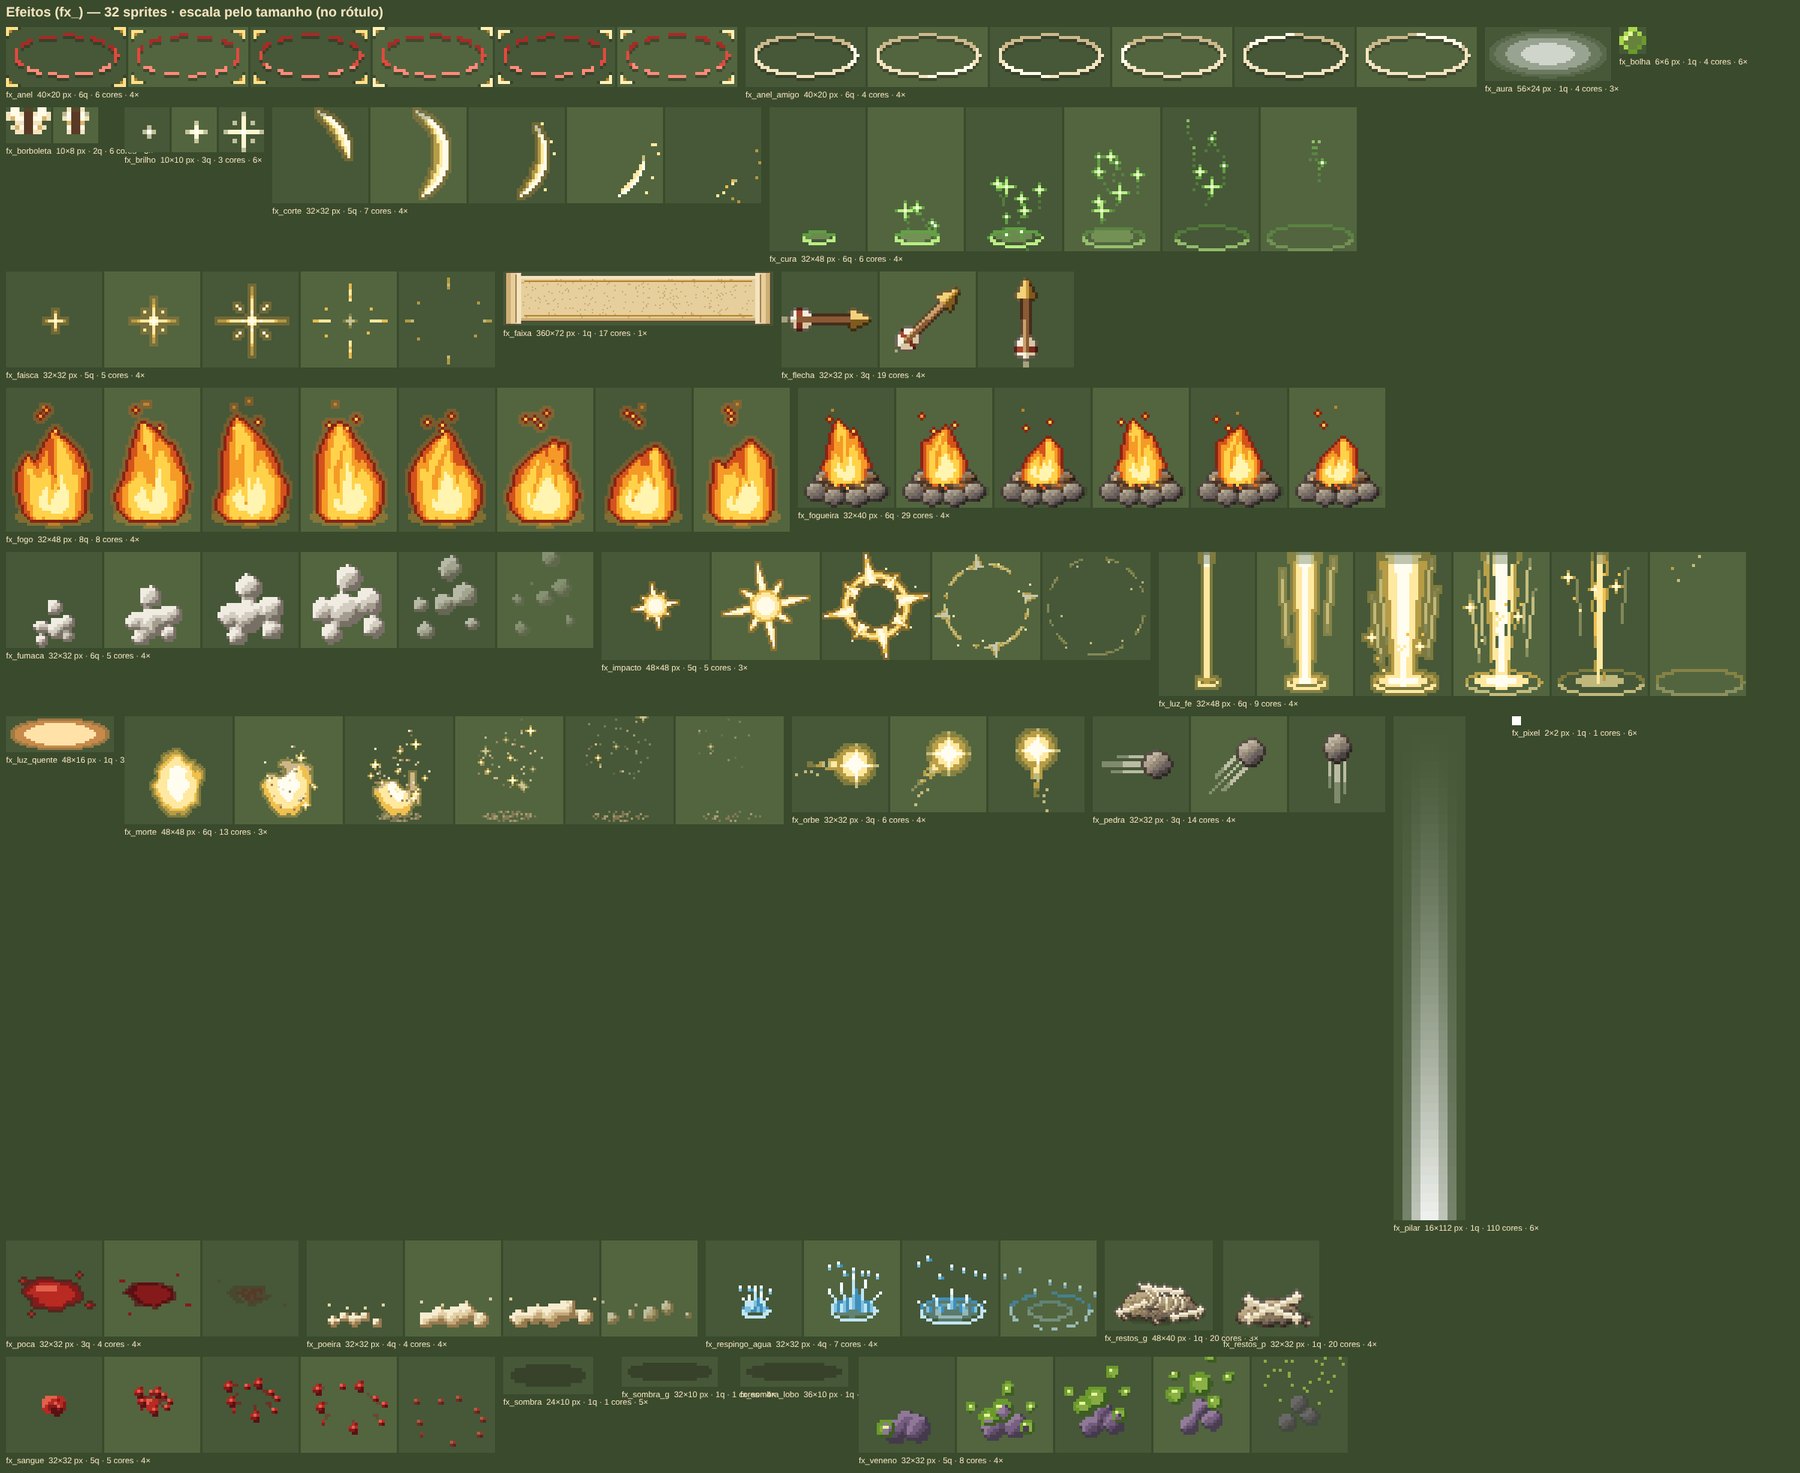 Efeitos (fx_) — 32 sprites · escala pelo tamanho (no rótulo)
fx_anel 40×20 px · 6q · 6 cores · 4×
fx_anel_amigo 40×20 px · 6q · 4 cores · 4×
fx_aura 56×24 px · 1q · 4 cores · 3×
fx_bolha 6×6 px · 1q · 4 cores · 6×
fx_borboleta 10×8 px · 2q · 6
fx_brilho 10×10 px · 3q · 3 cores · 6×
fx_corte 32×32 px · 5q · 7 cores · 4×
fx_cura 32×48 px · 6q · 6 cores · 4×
fx_faisca 32×32 px · 5q · 5 cores · 4×
fx_faixa 360×72 px · 1q · 17 cores · 1×
fx_flecha 32×32 px · 3q · 19 cores · 4×
fx_fogo 32×48 px · 8q · 8 cores · 4×
fx_fogueira 32×40 px · 6q · 29 cores · 4×
fx_fumaca 32×32 px · 6q · 5 cores · 4×
fx_impacto 48×48 px · 5q · 5 cores · 3×
fx_luz_fe 32×48 px · 6q · 9 cores · 4×
fx_luz_quente 48×16 px · 1q · 3
fx_morte 48×48 px · 6q · 13 cores · 3×
fx_orbe 32×32 px · 3q · 6 cores · 4×
fx_pedra 32×32 px · 3q · 14 cores · 4×
fx_pixel 2×2 px · 1q · 1 cores · 6×
fx_pilar 16×112 px · 1q · 110 cores · 6×
fx_poca 32×32 px · 3q · 4 cores · 4×
fx_poeira 32×32 px · 4q · 4 cores · 4×
fx_respingo_agua 32×32 px · 4q · 7 cores · 4×
fx_restos_g 48×40 px · 1q · 20 cores ·
fx_restos_p 32×32 px · 1q · 20 cores · 4×
fx_sangue 32×32 px · 5q · 5 cores · 4×
fx_sombra 24×10 px · 1q · 1 cores · 5×
fx_sombra_g 32×10 px · 1q · 1
fx_sombra_lobo 36×10 px · 1q ·
fx_veneno 32×32 px · 5q · 8 cores · 4×